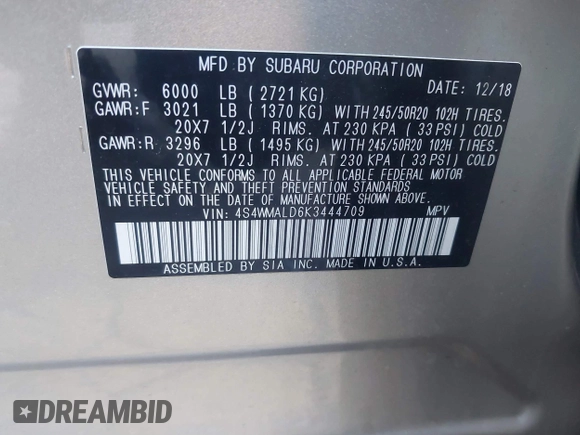 MFD BY SUBARU CORPORATION
GVWR: 6000 LB ( 2721 KG) DATE: 12/18
GAWR:F 3021 LB ( 1370 KG) WITH 245/50R20 102H TIRES.
20X7 1/2J RIMS. AT 230 KPA ( 33 PSI) COLD
GAWR:R 3296 LB ( 1495 KG) WITH 245/50R20 102H TIRES.
20X7 1/2J RIMS. AT 230 KPA ( 33 PSI) COLD
THIS VEHICLE CONFORMS TO ALL APPLICABLE FEDERAL MOTOR
VEHICLE SAFETY AND THEFT PREVENTION STANDARDS
IN EFFECT ON THE DATE OF MANUFACTURE SHOWN ABOVE.
VIN: 4S4WMALD6K3444709 MPV
ASSEMBLED BY SIA INC. MADE IN U.S.A.
DREAMBID